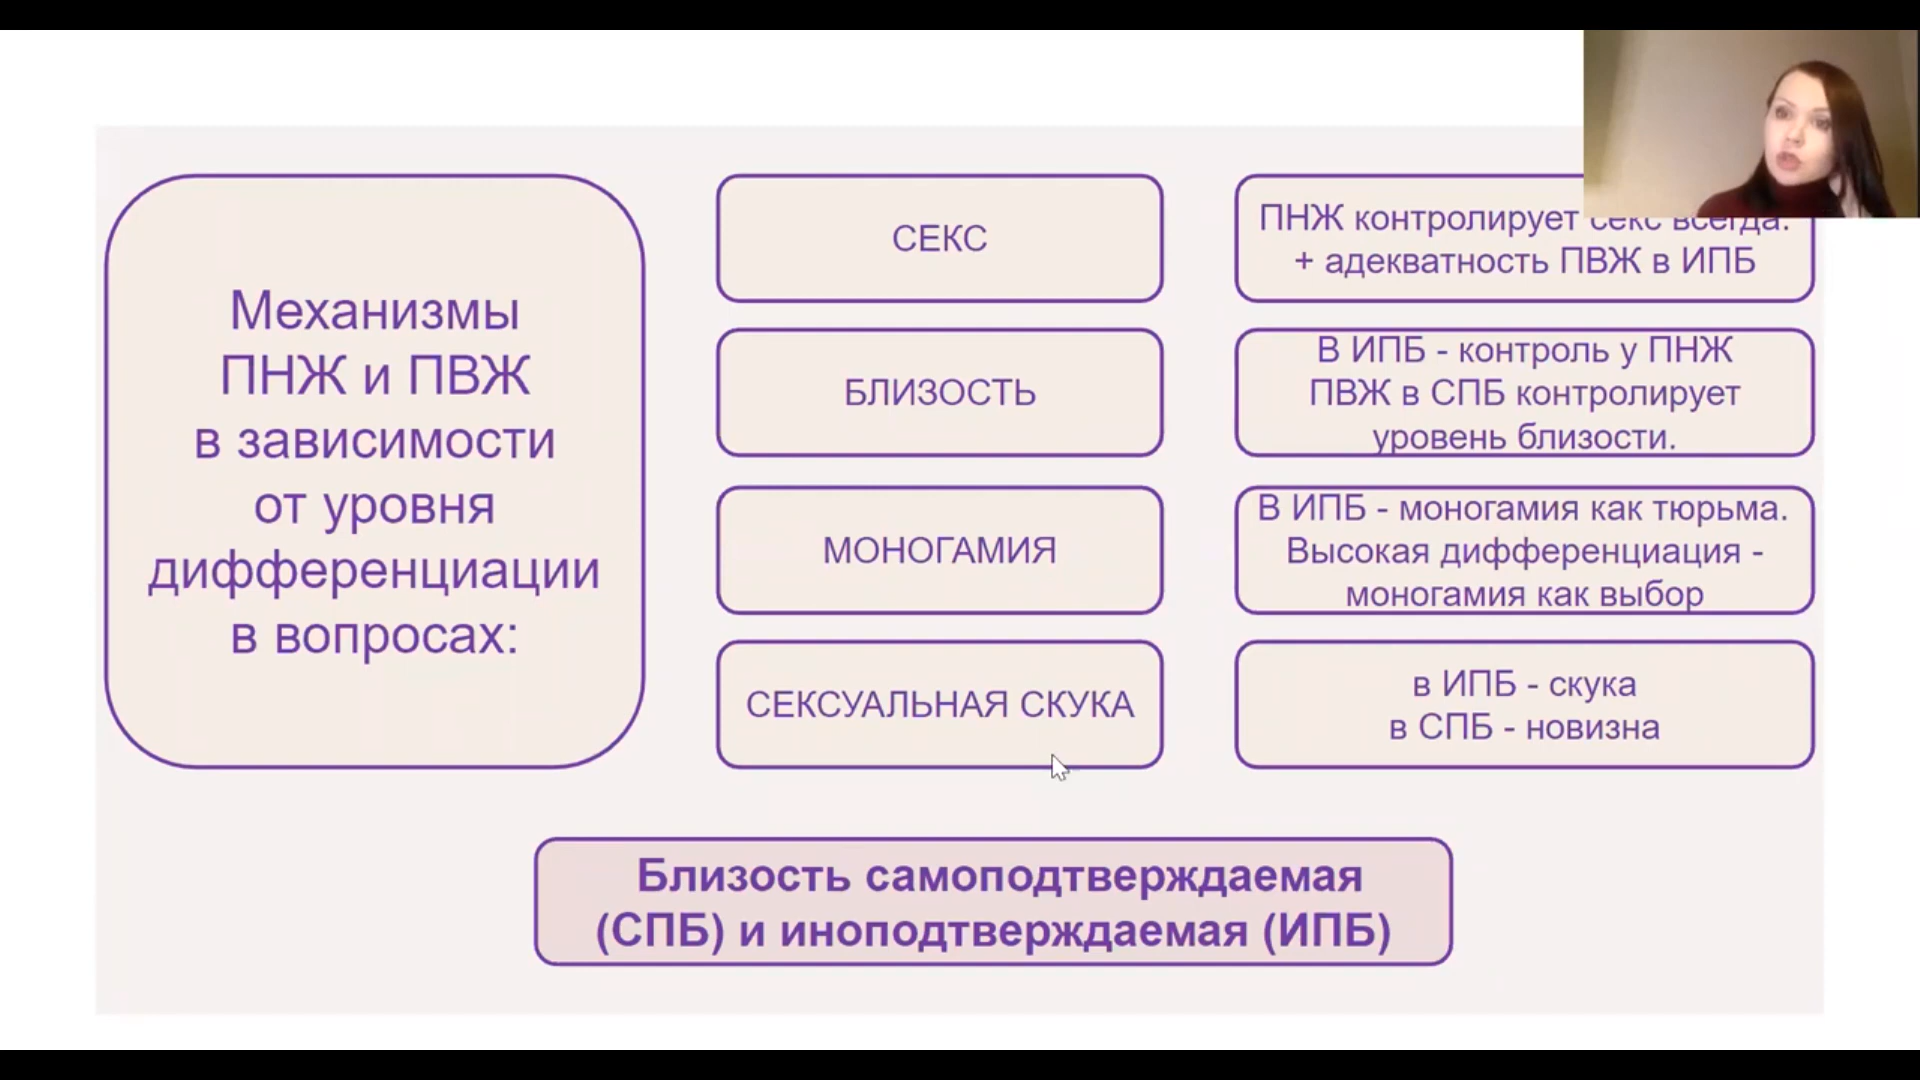 Механизмы
ПНЖ и ПВЖ
в зависимости
от уровня
дифференциации
в вопросах:
СЕКС
ПНЖ контролирует секс всегда.
+ адекватность ПВЖ в ИПБ
БЛИЗОСТЬ
В ИПБ - контроль у ПНЖ
ПВЖ в СПБ контролирует
уровень близости.
МОНОГАМИЯ
В ИПБ - моногамия как тюрьма.
Высокая дифференциация -
моногамия как выбор
СЕКСУАЛЬНАЯ СКУКА
в ИПБ - скука
в СПБ - новизна
Близость самоподтверждаемая
(СПБ) и иноподтверждаемая (ИПБ)